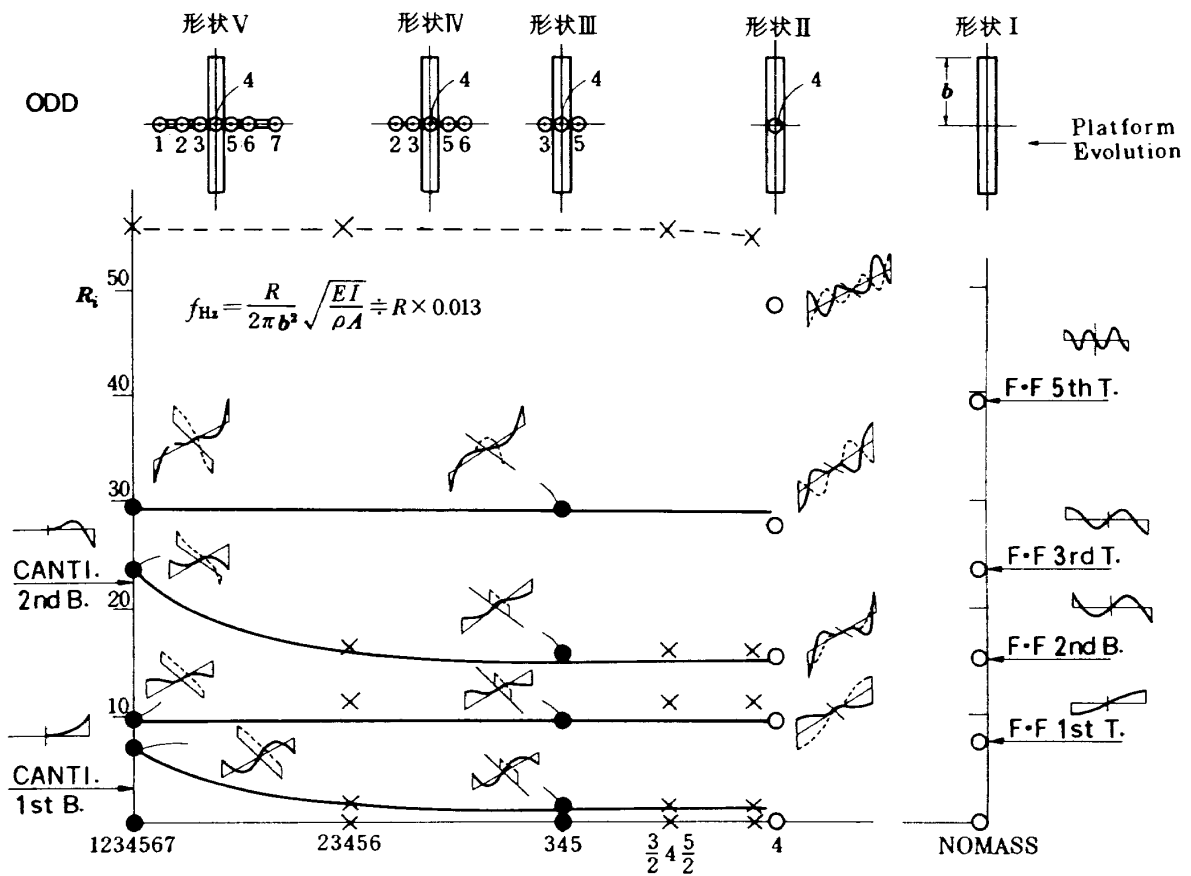 形状V 形状IV 形状III 形状II 形状I
ODD
4 4 4 4
b
1 2 3 5 6 7
2 3 5 6
3 5
Platform
Evolution
R_i
50
f_Hz = R / 2πb² √(EI / ρA) ≑ R × 0.013
40
F·F 5th T.
30
CANTI.
2nd B.
F·F 3rd T.
20
F·F 2nd B.
10
F·F 1st T.
CANTI.
1st B.
1234567 23456 345 3/2 4 5/2 4 NOMASS